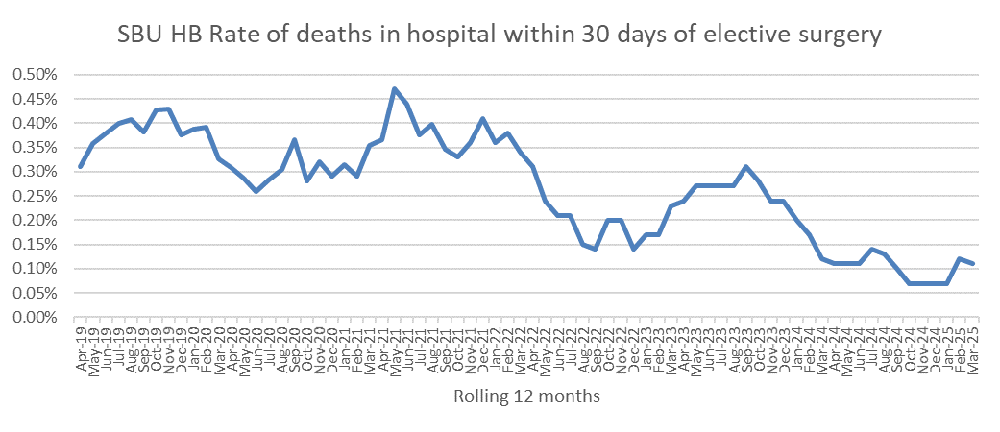 SBU HB Rate of deaths in hospital within 30 days of elective surgery
0.50%
0.45%
0.40%
0.35%
0.30%
0.25%
0.20%
0.15%
0.10%
0.05%
0.00%
Apr-19
May-19
Jun-19
Jul-19
Aug-19
Sep-19
Oct-19
Nov-19
Dec-19
Jan-20
Feb-20
Mar-20
Apr-20
May-20
Jun-20
Jul-20
Aug-20
Sep-20
Oct-20
Nov-20
Dec-20
Jan-21
Feb-21
Mar-21
Apr-21
May-21
Jun-21
Jul-21
Aug-21
Sep-21
Oct-21
Nov-21
Dec-21
Jan-22
Feb-22
Mar-22
Apr-22
May-22
Jun-22
Jul-22
Aug-22
Sep-22
Oct-22
Nov-22
Dec-22
Jan-23
Feb-23
Mar-23
Apr-23
May-23
Jun-23
Jul-23
Aug-23
Sep-23
Oct-23
Nov-23
Dec-23
Jan-24
Feb-24
Mar-24
Apr-24
May-24
Jun-24
Jul-24
Aug-24
Sep-24
Oct-24
Nov-24
Dec-24
Jan-25
Feb-25
Mar-25
Rolling 12 months